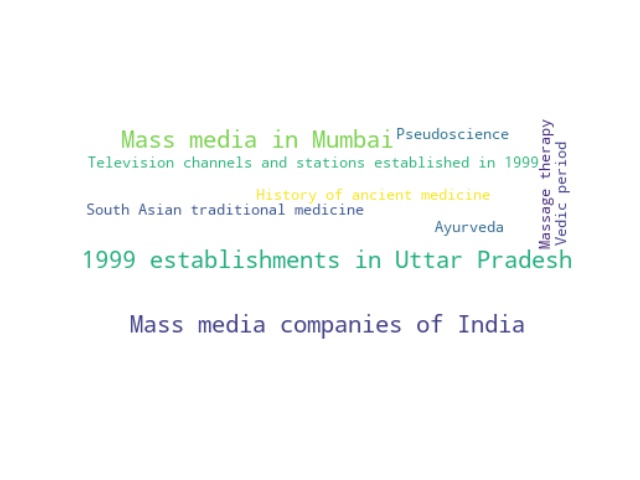 Mass media in Mumbai
Pseudoscience
Television channels and stations established in 1999
History of ancient medicine
South Asian traditional medicine
Ayurveda
Massage therapy
Vedic period
1999 establishments in Uttar Pradesh
Mass media companies of India